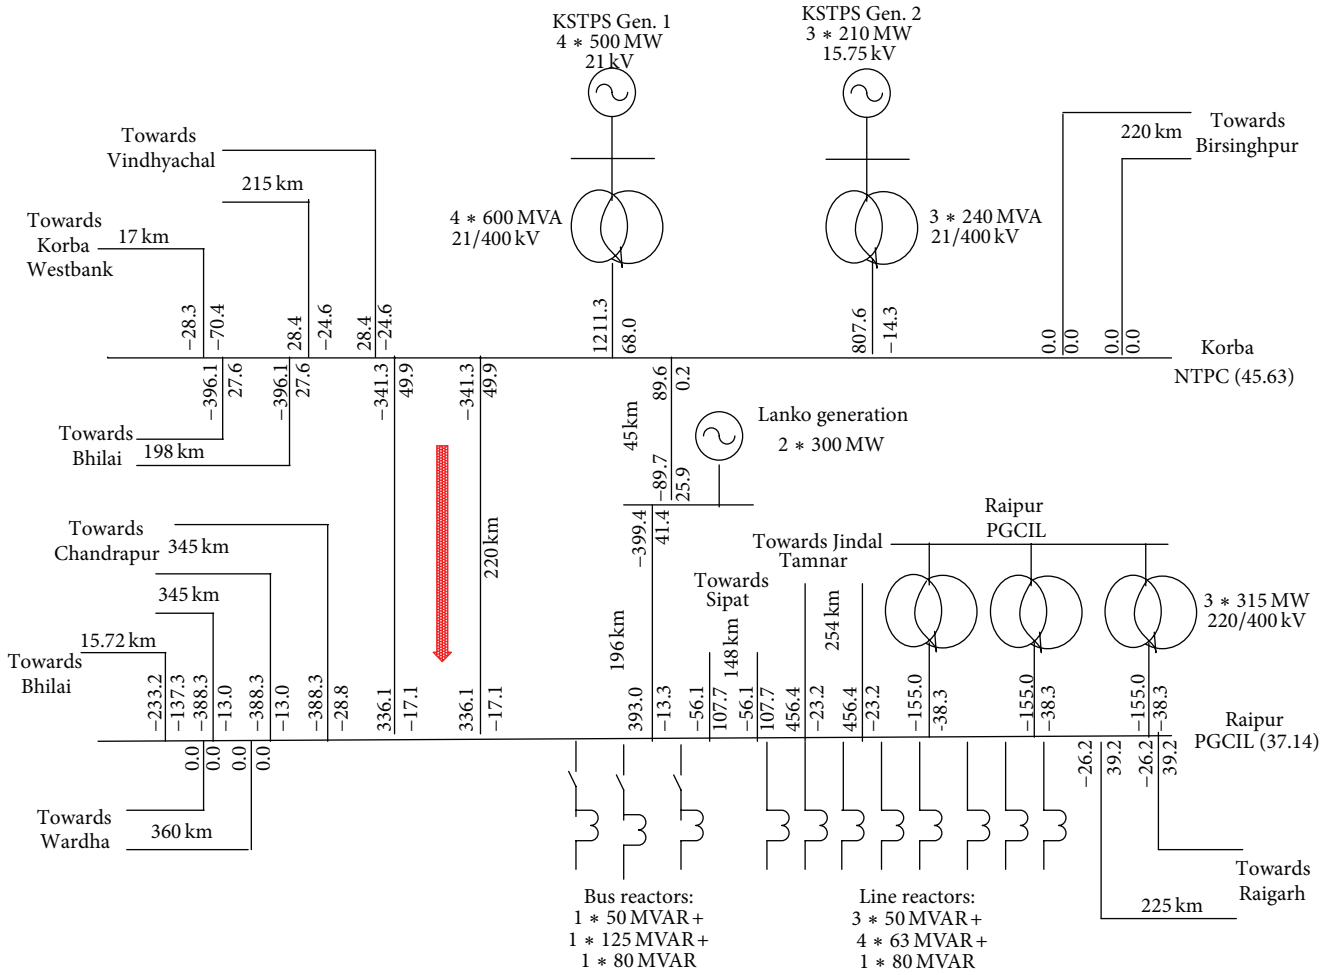 KSTPS Gen. 1
4 * 500 MW
21 kV
KSTPS Gen. 2
3 * 210 MW
15.75 kV
Towards
Vindhyachal
215 km
220 km
Towards
Birsinghpur
Towards
Korba
Westbank
17 km
4 * 600 MVA
21/400 kV
3 * 240 MVA
21/400 kV
−28.3
−70.4
28.4
−24.6
28.4
−24.6
1211.3
68.0
807.6
−14.3
0.0
0.0
0.0
0.0
Korba
NTPC (45.63)
−396.1
27.6
−396.1
27.6
−341.3
49.9
−341.3
49.9
89.6
0.2
Towards
Bhilai
198 km
45 km
Lanko generation
2 * 300 MW
−89.7
25.9
−399.4
41.4
Towards
Chandrapur
345 km
345 km
220 km
Towards Jindal
Tamnar
Raipur
PGCIL
Towards
Sipat
3 * 315 MW
220/400 kV
15.72 km
Towards
Bhilai
196 km
148 km
254 km
−233.2
−137.3
−388.3
−13.0
−388.3
−13.0
−388.3
−28.8
336.1
−17.1
336.1
−17.1
393.0
−13.3
−56.1
107.7
−56.1
107.7
456.4
−23.2
456.4
−23.2
−155.0
−38.3
−155.0
−38.3
−155.0
−38.3
Raipur
PGCIL (37.14)
0.0
0.0
0.0
0.0
−26.2
39.2
−26.2
39.2
Towards
Wardha
360 km
Towards
Raigarh
225 km
Bus reactors:
1 * 50 MVAR+
1 * 125 MVAR+
1 * 80 MVAR
Line reactors:
3 * 50 MVAR+
4 * 63 MVAR+
1 * 80 MVAR